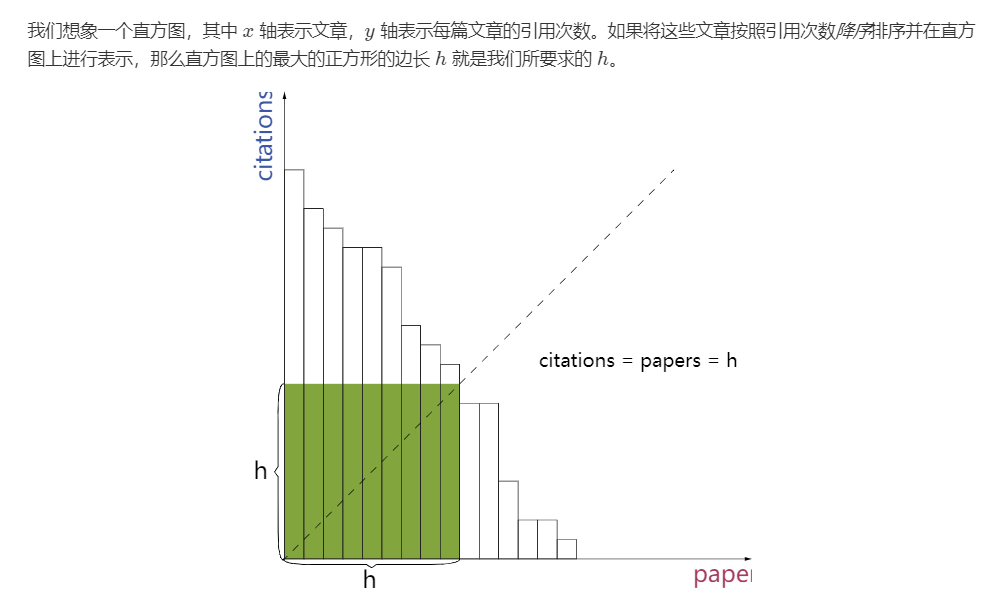 我们想象一个直方图，其中 x 轴表示文章，y 轴表示每篇文章的引用次数。如果将这些文章按照引用次数降序排序并在直方
图上进行表示，那么直方图上的最大的正方形的边长 h 就是我们所要求的 h。
citations
citations = papers = h
h
h
paper